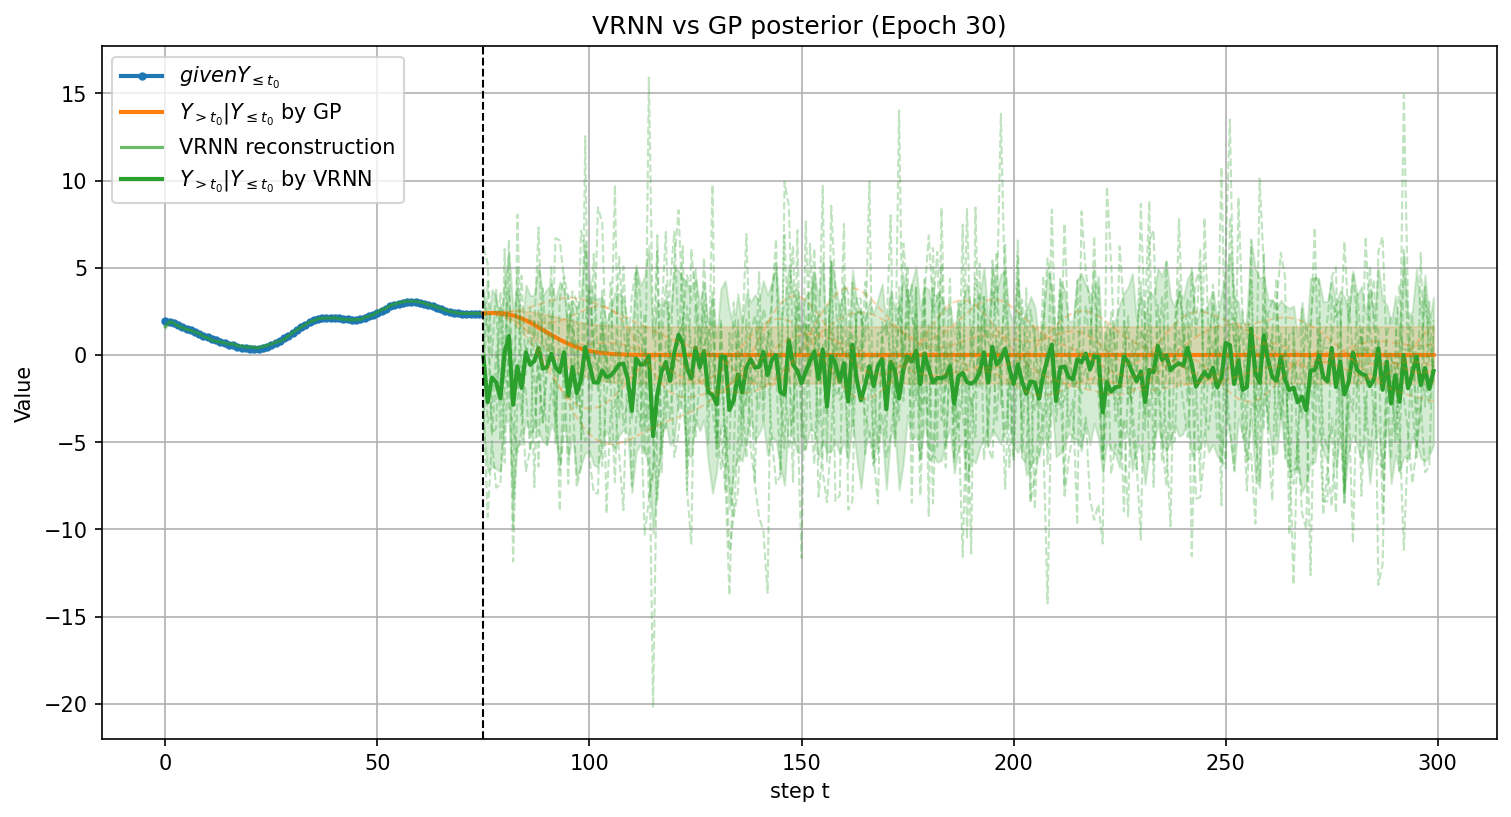 VRNN vs GP posterior (Epoch 30)
givenY≤t₀
Y>t₀|Y≤t₀ by GP
VRNN reconstruction
Y>t₀|Y≤t₀ by VRNN
Value
15
10
5
0
−5
−10
−15
−20
0 50 100 150 200 250 300
step t